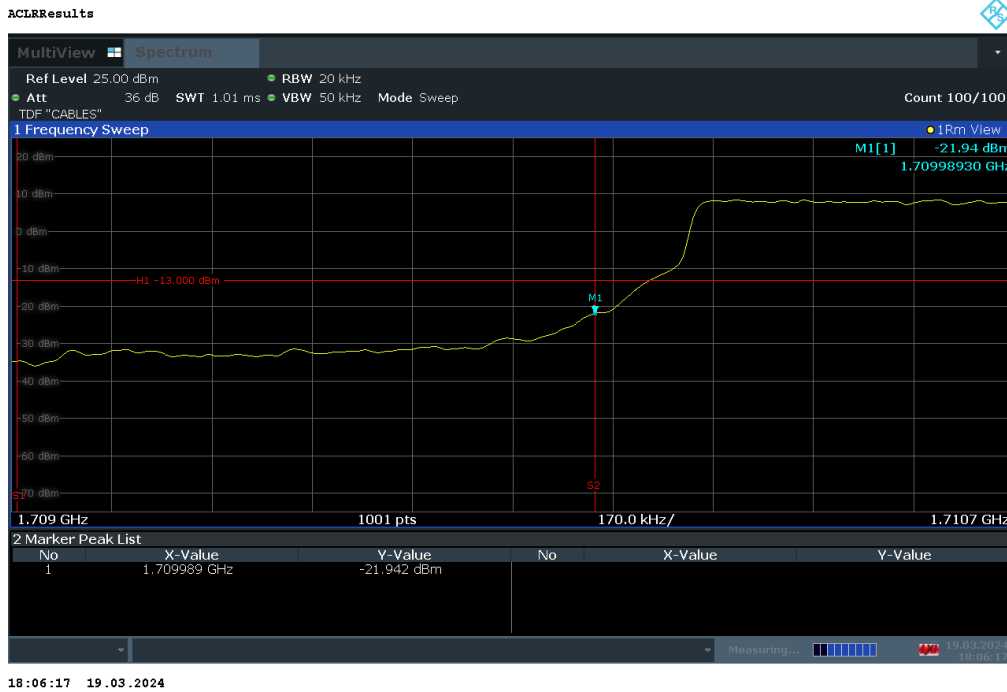 ACLRResults
MultiView Spectrum
Ref Level 25.00 dBm RBW 20 kHz
Att 36 dB SWT 1.01 ms VBW 50 kHz Mode Sweep Count 100/100
TDF "CABLES"
1 Frequency Sweep 1Rm View
M1[1] -21.94 dBm
1.70998930 GHz
20 dBm
10 dBm
0 dBm
-10 dBm
H1 -13.000 dBm
M1
-20 dBm
-30 dBm
-40 dBm
-50 dBm
-60 dBm
S2
S1
-70 dBm
1.709 GHz 1001 pts 170.0 kHz/ 1.7107 GHz
2 Marker Peak List
No X-Value Y-Value No X-Value Y-Value
1 1.709989 GHz -21.942 dBm
Measuring... 19.03.2024
18:06:17
18:06:17 19.03.2024